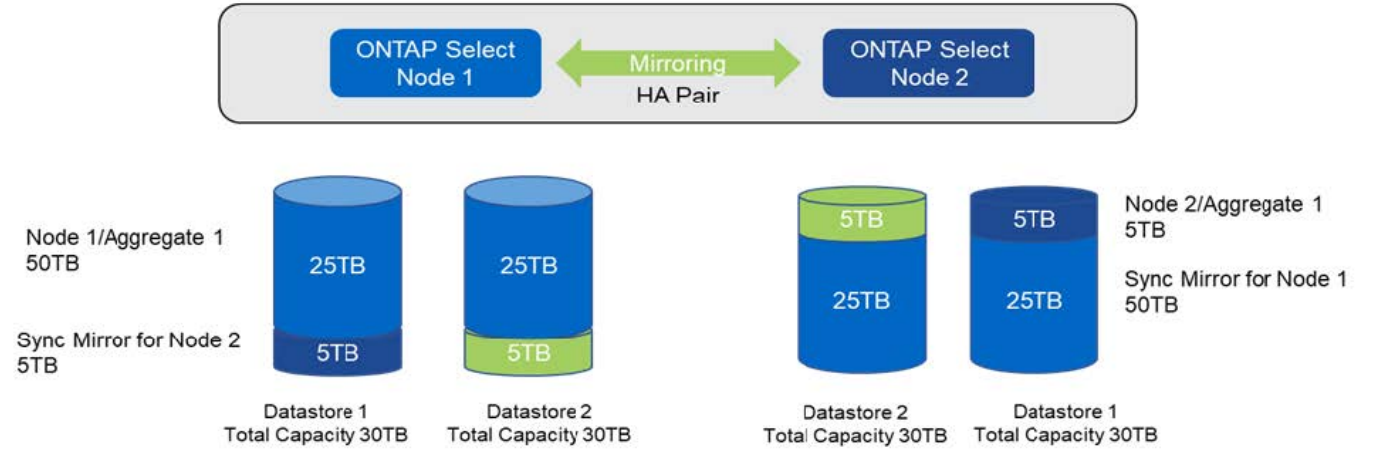 ONTAP Select
Node 1
Mirroring
HA Pair
ONTAP Select
Node 2
Node 1/Aggregate 1
50TB
25TB
25TB
Sync Mirror for Node 2
5TB
5TB
5TB
5TB
5TB
Node 2/Aggregate 1
5TB
25TB
25TB
Sync Mirror for Node 1
50TB
Datastore 1
Total Capacity 30TB
Datastore 2
Total Capacity 30TB
Datastore 2
Total Capacity 30TB
Datastore 1
Total Capacity 30TB